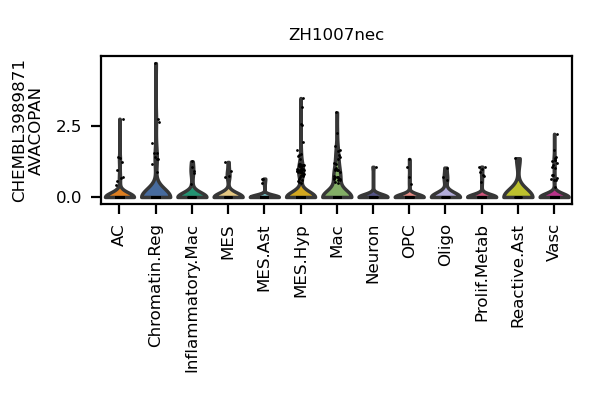 ZH1007nec
CHEMBL3989871
AVACOPAN
2.5
0.0
AC
Chromatin.Reg
Inflammatory.Mac
MES
MES.Ast
MES.Hyp
Mac
Neuron
OPC
Oligo
Prolif.Metab
Reactive.Ast
Vasc